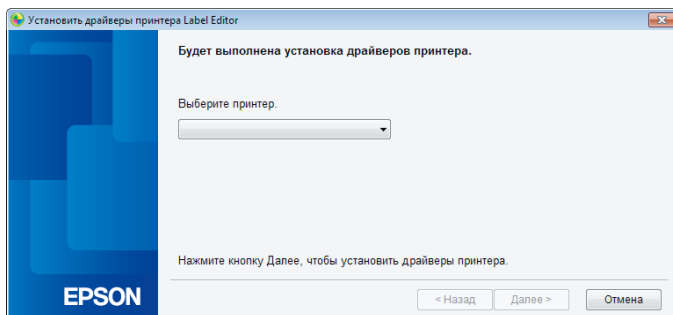 Установить драйверы принтера Label Editor
Будет выполнена установка драйверов принтера.
Выберите принтер.
Нажмите кнопку Далее, чтобы установить драйверы принтера.
EPSON
< Назад
Далее >
Отмена